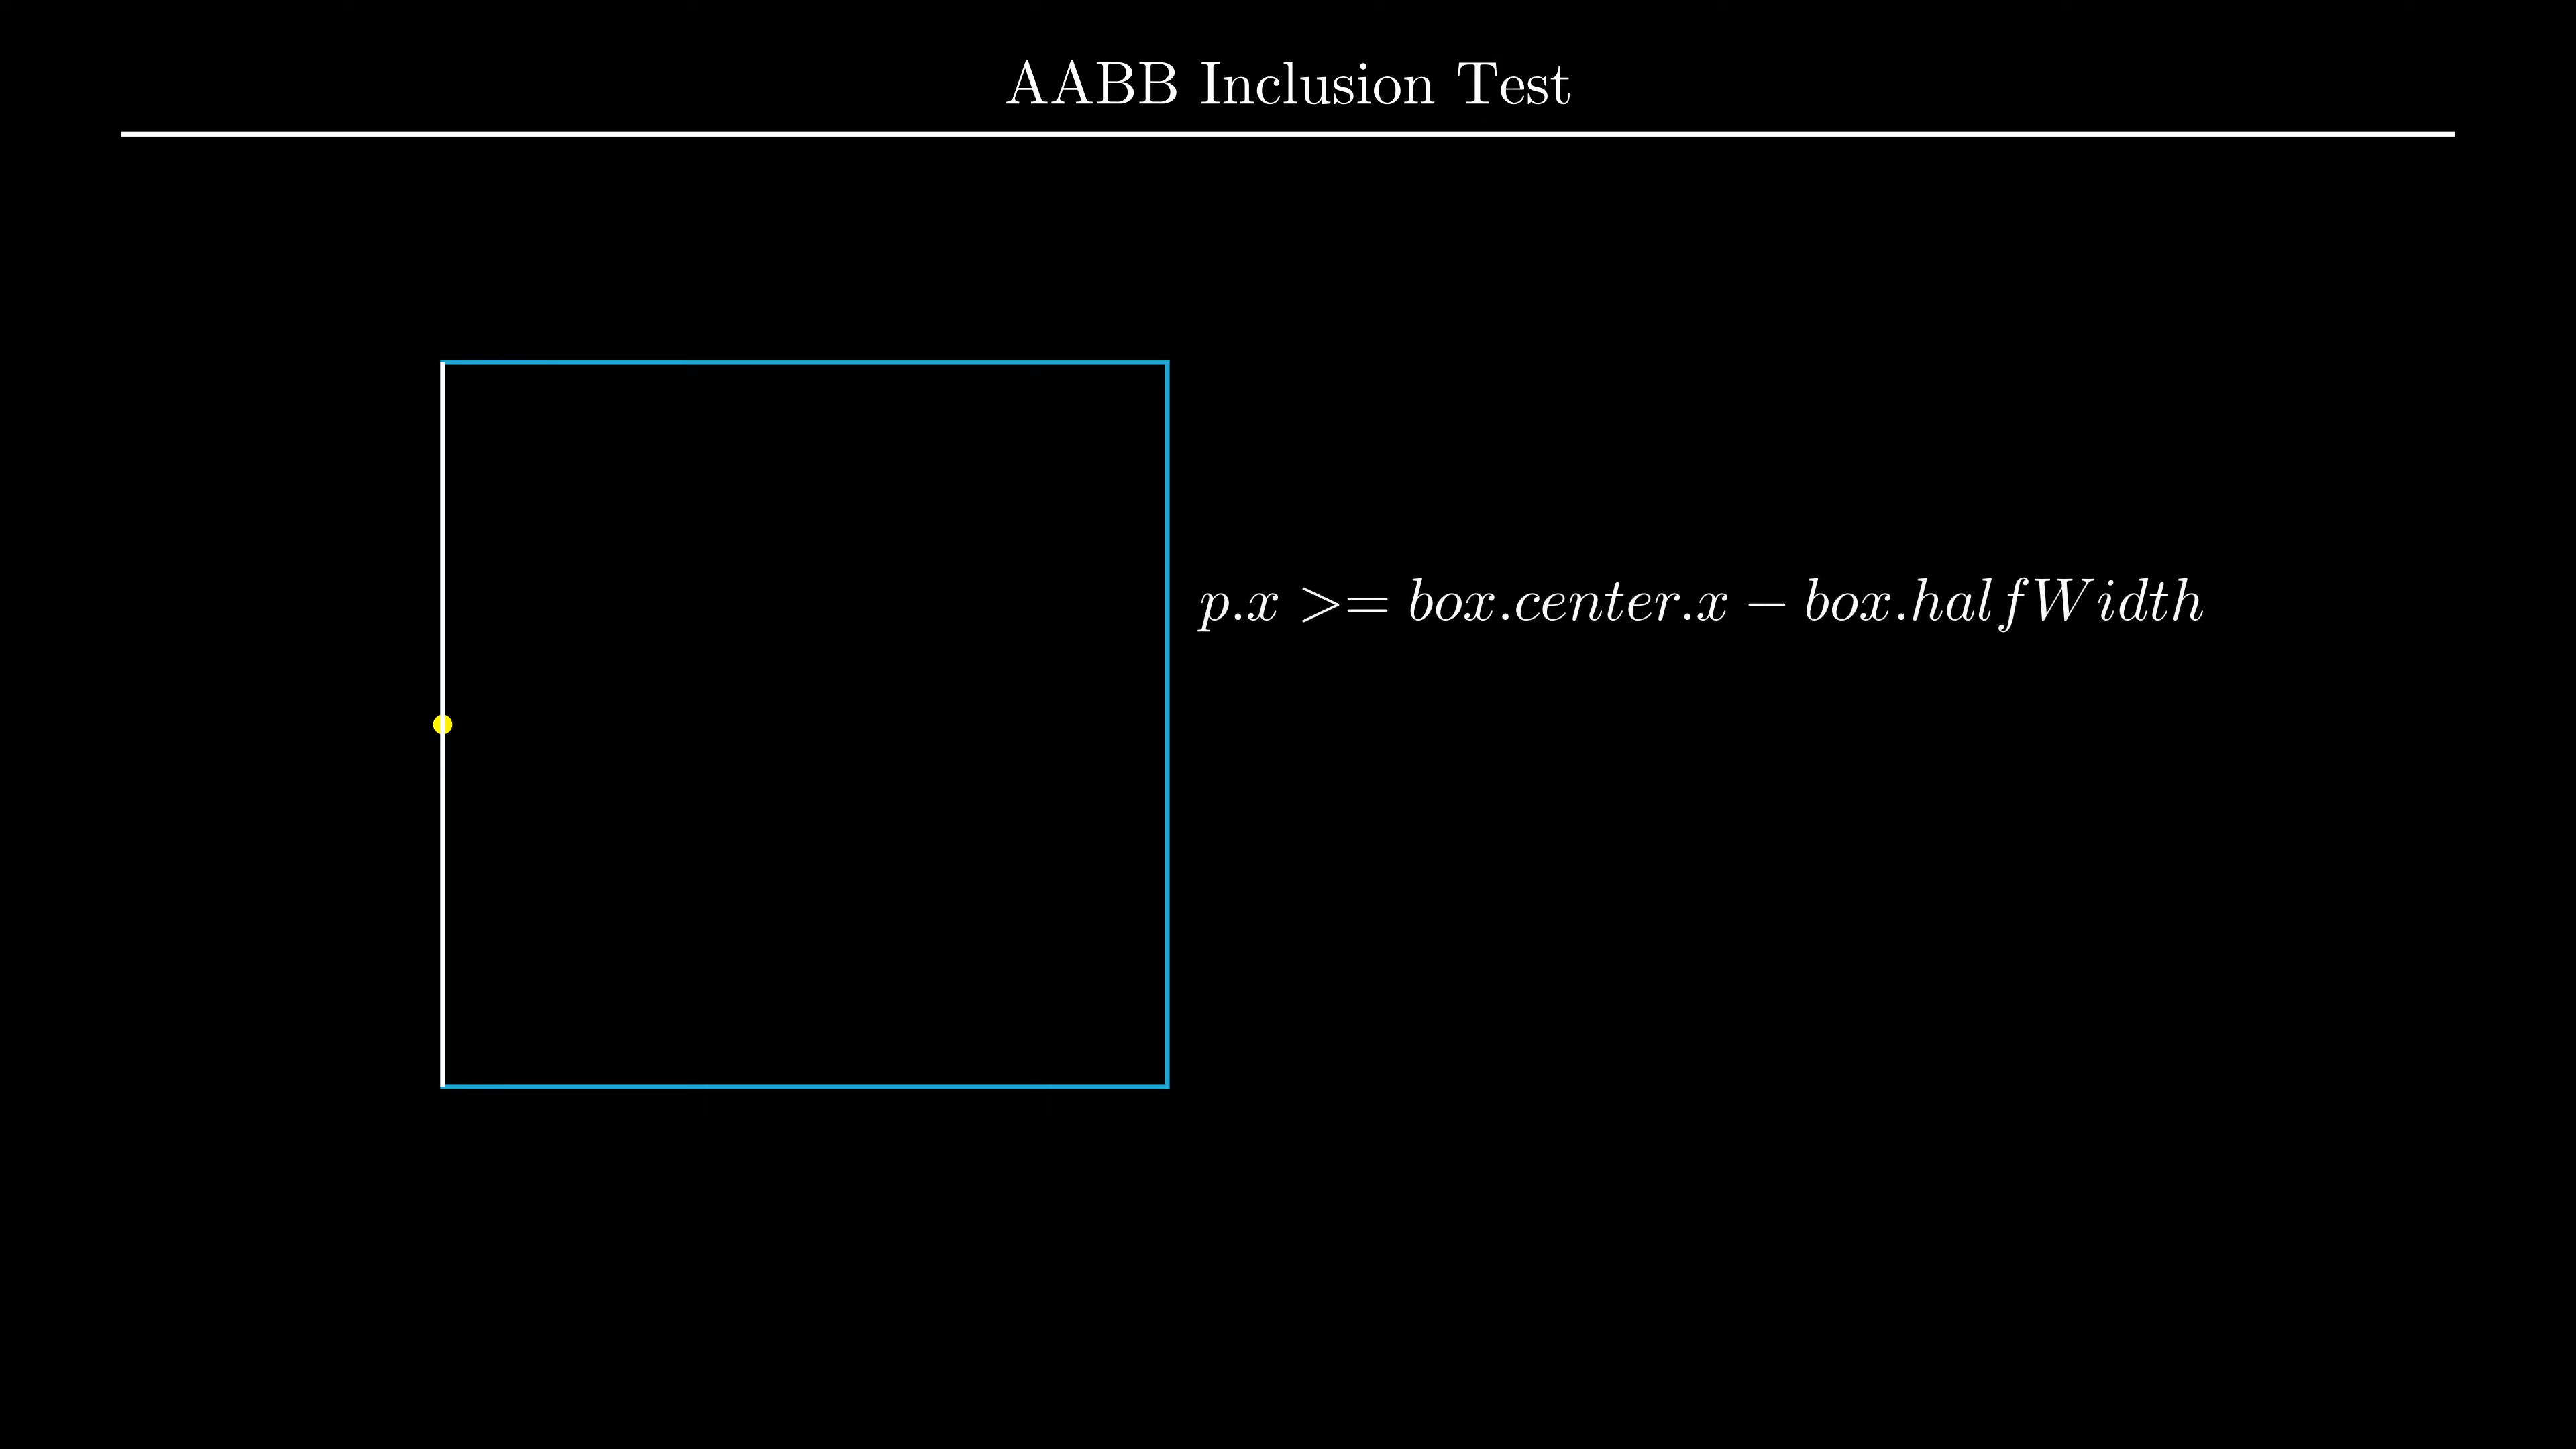 AABB Inclusion Test
p.x >= box.center.x − box.halfWidth